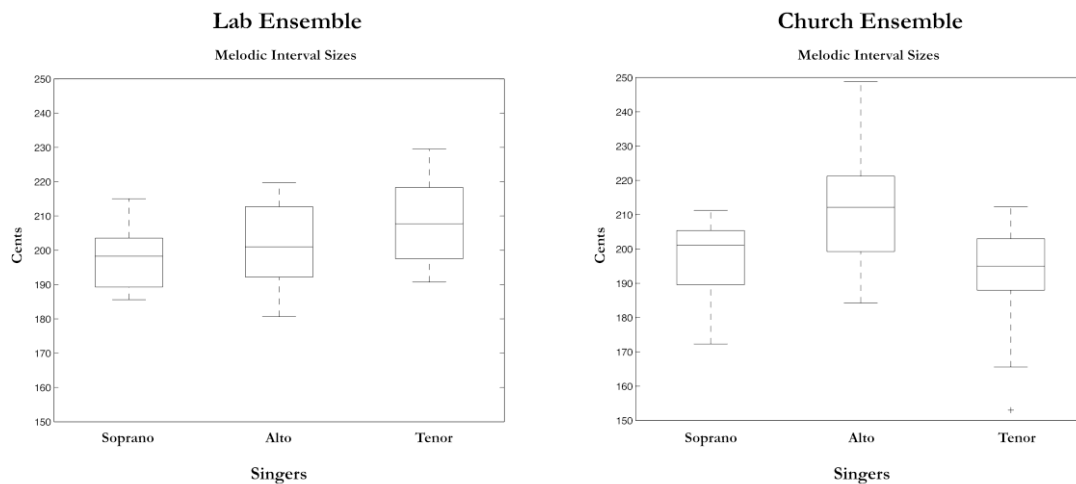 Lab Ensemble
Melodic Interval Sizes
250
240
230
220
210
200
190
180
170
160
150
Cents
Soprano Alto Tenor
Singers
Church Ensemble
Melodic Interval Sizes
250
240
230
220
210
200
190
180
170
160
150
Cents
Soprano Alto Tenor
Singers